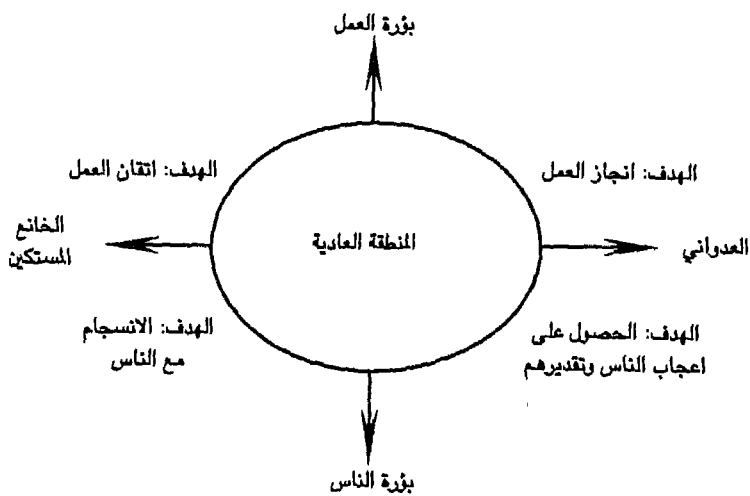 بؤرة العمل
الهدف: انجاز العمل
الهدف: اتقان العمل
العدواني
المنطقة العادية
الخانع
المستكين
الهدف: الحصول على
اعجاب الناس وتقديرهم
الهدف: الانسجام
مع الناس
بؤرة الناس